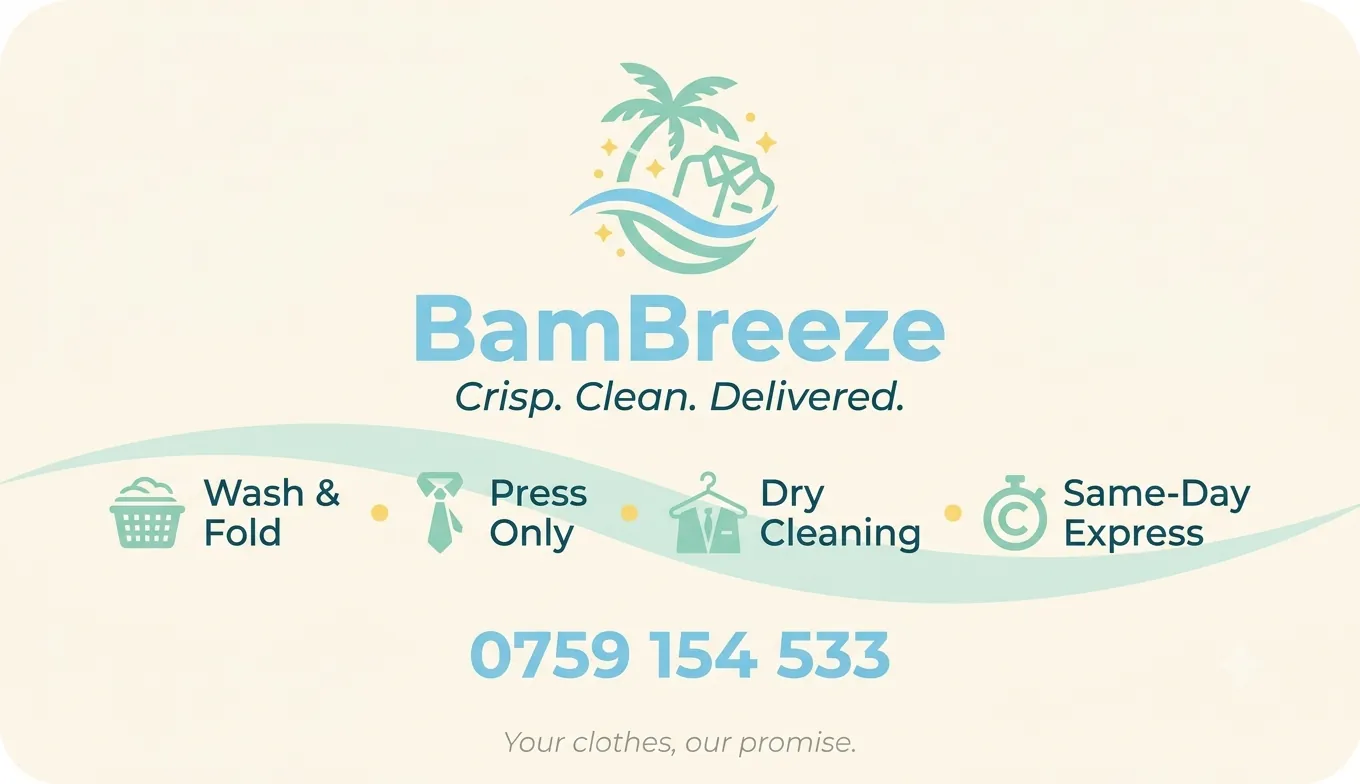 BamBreeze
Crisp. Clean. Delivered.
Wash &
Fold
Press
Only
Dry
Cleaning
C
Same-Day
Express
0759 154 533
Your clothes, our promise.